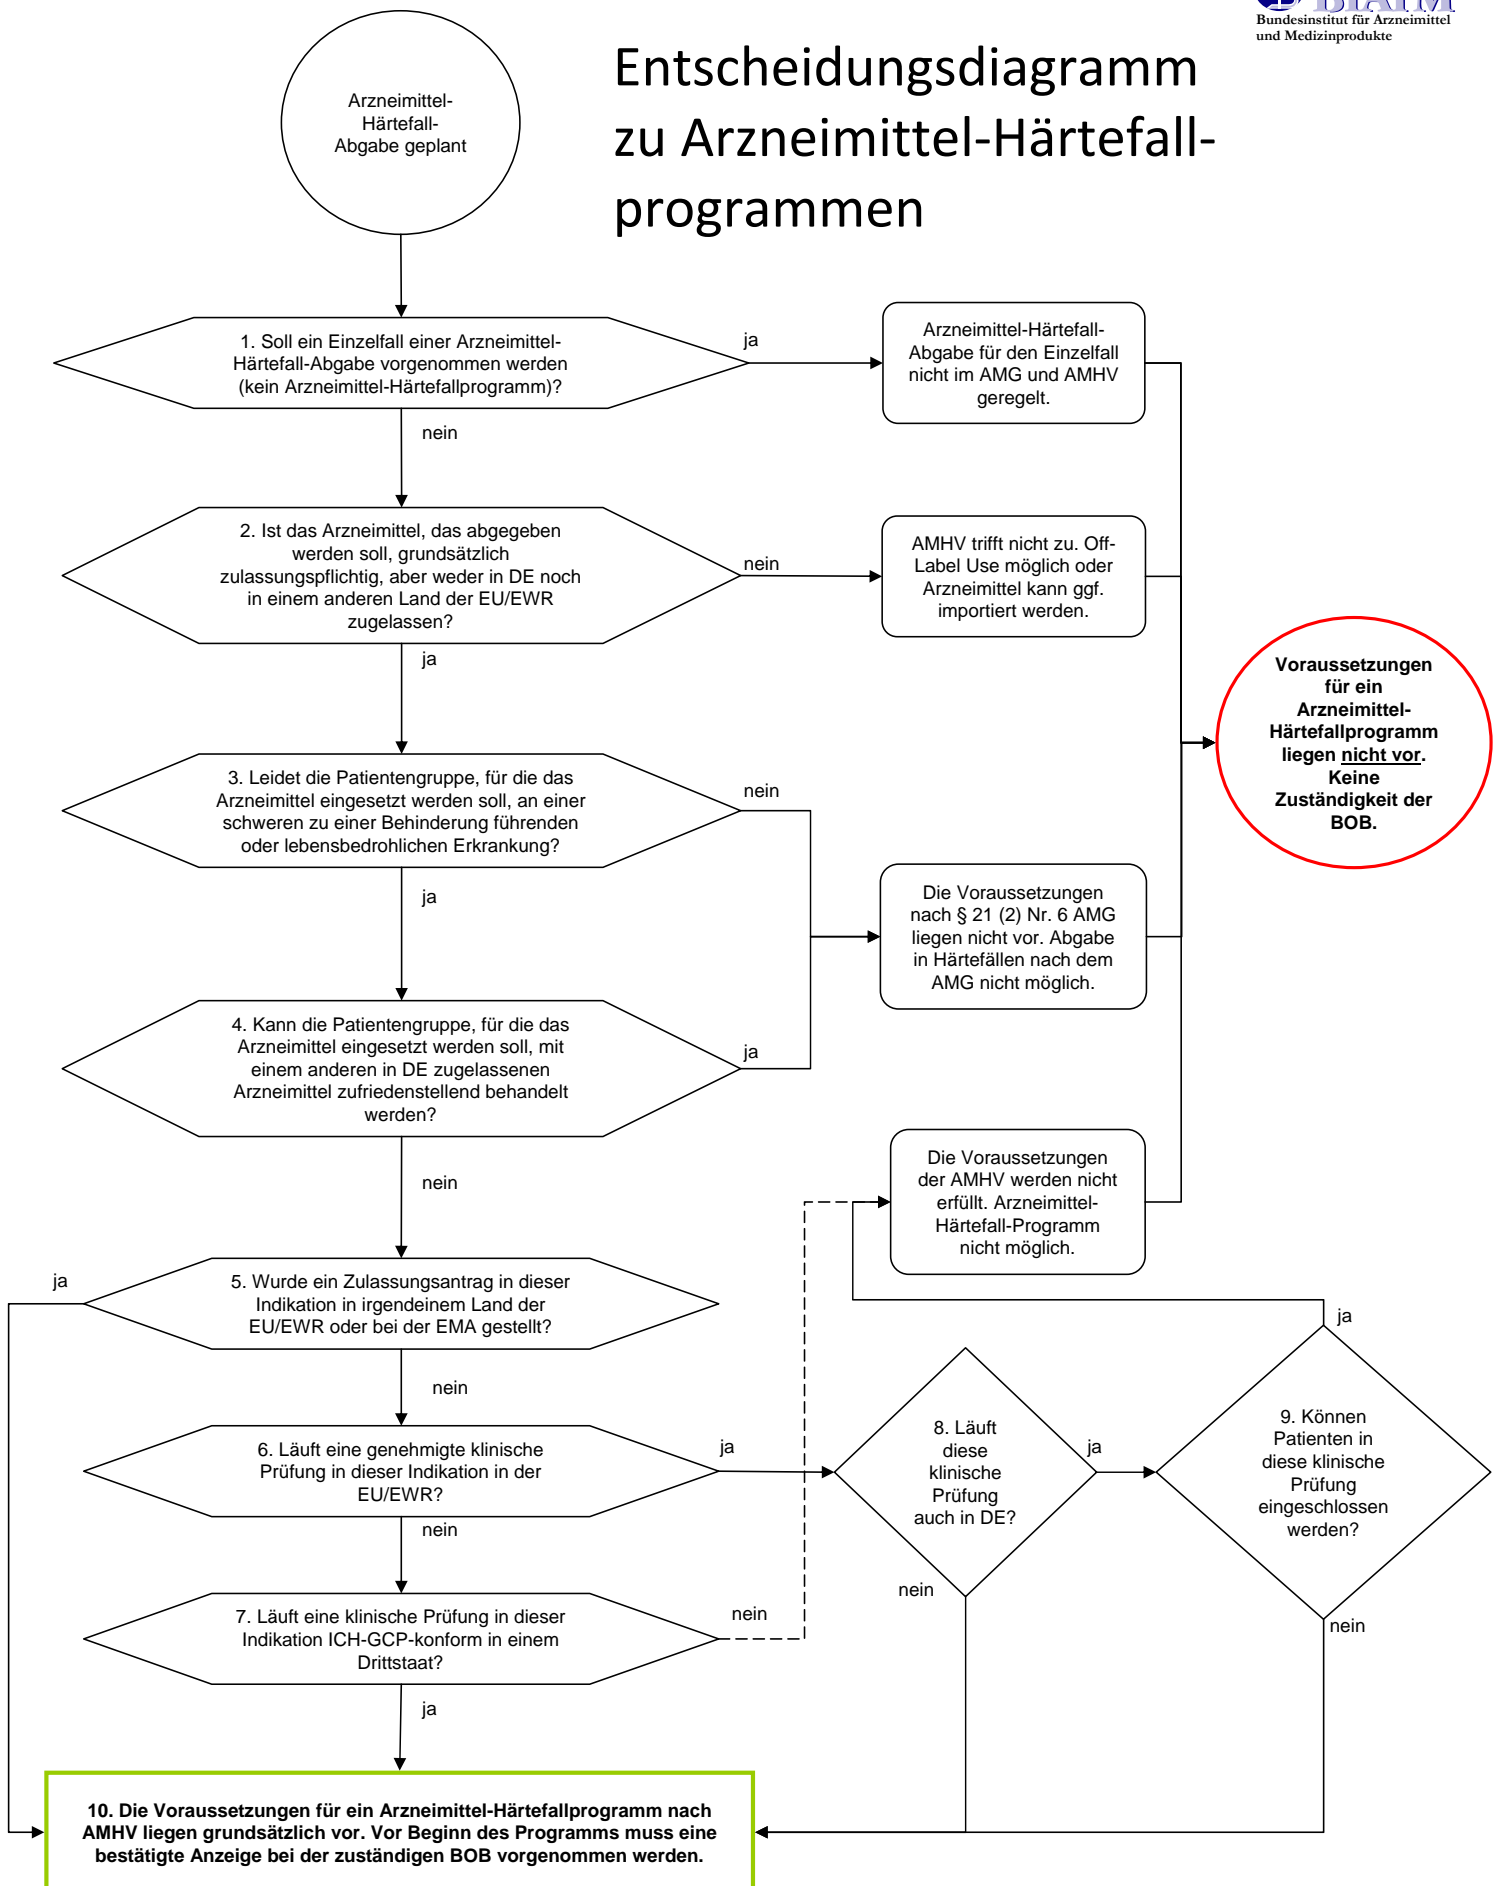 BfArM
Bundesinstitut für Arzneimittel
und Medizinprodukte
Entscheidungsdiagramm
zu Arzneimittel-Härtefall-
programmen
Arzneimittel-
Härtefall-
Abgabe geplant
1. Soll ein Einzelfall einer Arzneimittel-
Härtefall-Abgabe vorgenommen werden
(kein Arzneimittel-Härtefallprogramm)?
ja
Arzneimittel-Härtefall-
Abgabe für den Einzelfall
nicht im AMG und AMHV
geregelt.
nein
2. Ist das Arzneimittel, das abgegeben
werden soll, grundsätzlich
zulassungspflichtig, aber weder in DE noch
in einem anderen Land der EU/EWR
zugelassen?
nein
AMHV trifft nicht zu. Off-
Label Use möglich oder
Arzneimittel kann ggf.
importiert werden.
ja
Voraussetzungen
für ein
Arzneimittel-
Härtefallprogramm
liegen nicht vor.
Keine
Zuständigkeit der
BOB.
3. Leidet die Patientengruppe, für die das
Arzneimittel eingesetzt werden soll, an einer
schweren zu einer Behinderung führenden
oder lebensbedrohlichen Erkrankung?
nein
ja
Die Voraussetzungen
nach § 21 (2) Nr. 6 AMG
liegen nicht vor. Abgabe
in Härtefällen nach dem
AMG nicht möglich.
4. Kann die Patientengruppe, für die das
Arzneimittel eingesetzt werden soll, mit
einem anderen in DE zugelassenen
Arzneimittel zufriedenstellend behandelt
werden?
ja
nein
Die Voraussetzungen
der AMHV werden nicht
erfüllt. Arzneimittel-
Härtefall-Programm
nicht möglich.
ja
5. Wurde ein Zulassungsantrag in dieser
Indikation in irgendeinem Land der
EU/EWR oder bei der EMA gestellt?
nein
6. Läuft eine genehmigte klinische
Prüfung in dieser Indikation in der
EU/EWR?
ja
8. Läuft
diese
klinische
Prüfung
auch in DE?
ja
9. Können
Patienten in
diese klinische
Prüfung
eingeschlossen
werden?
ja
nein
nein
nein
7. Läuft eine klinische Prüfung in dieser
Indikation ICH-GCP-konform in einem
Drittstaat?
nein
ja
10. Die Voraussetzungen für ein Arzneimittel-Härtefallprogramm nach
AMHV liegen grundsätzlich vor. Vor Beginn des Programms muss eine
bestätigte Anzeige bei der zuständigen BOB vorgenommen werden.